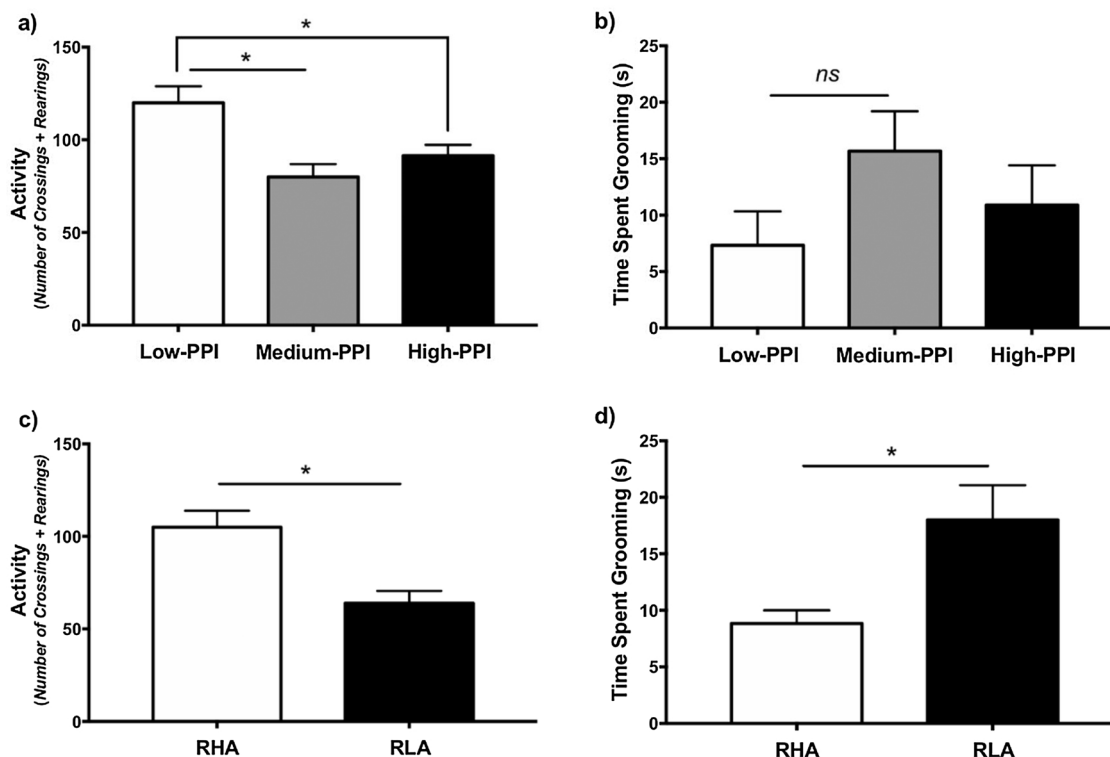 a)
*
*
150
100
50
0
Activity
(Number of Crossings + Rearings)
Low-PPI
Medium-PPI
High-PPI
b)
ns
25
20
15
10
5
0
Time Spent Grooming (s)
Low-PPI
Medium-PPI
High-PPI
c)
*
150
100
50
0
Activity
(Number of Crossings + Rearings)
RHA
RLA
d)
*
25
20
15
10
5
0
Time Spent Grooming (s)
RHA
RLA